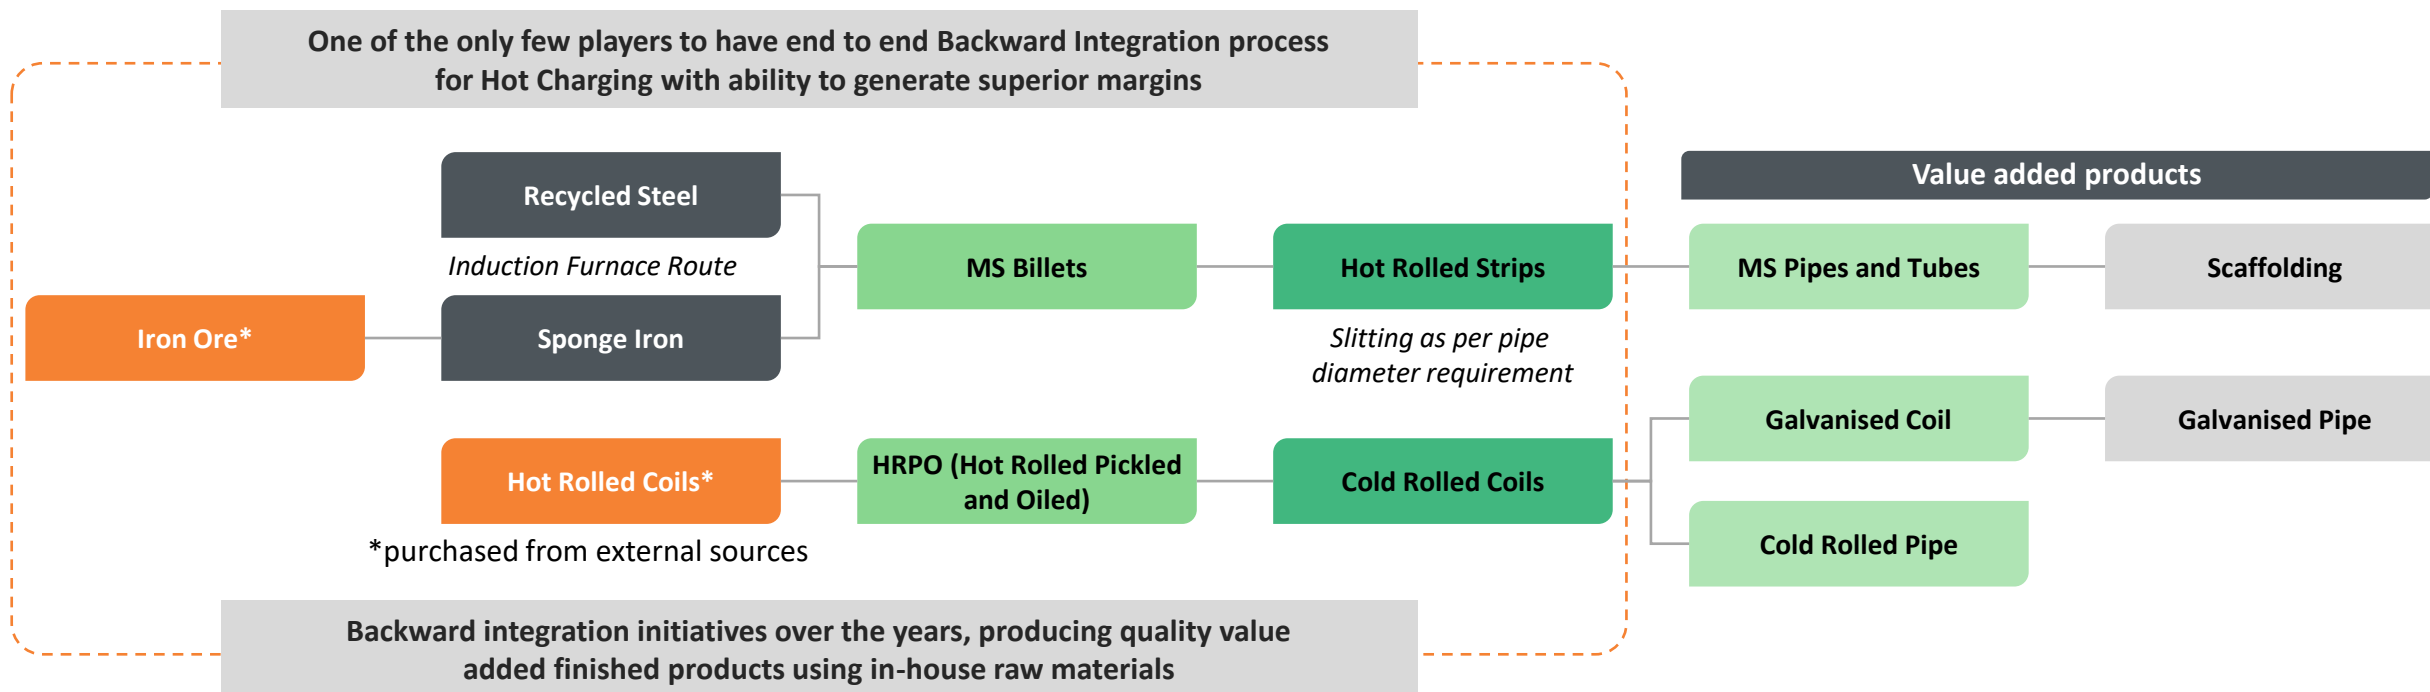 One of the only few players to have end to end Backward Integration process
for Hot Charging with ability to generate superior margins
Value added products
Recycled Steel
Induction Furnace Route
MS Billets
Hot Rolled Strips
MS Pipes and Tubes
Scaffolding
Iron Ore*
Sponge Iron
Slitting as per pipe
diameter requirement
Galvanised Coil
Galvanised Pipe
Hot Rolled Coils*
HRPO (Hot Rolled Pickled
and Oiled)
Cold Rolled Coils
Cold Rolled Pipe
*purchased from external sources
Backward integration initiatives over the years, producing quality value
added finished products using in-house raw materials